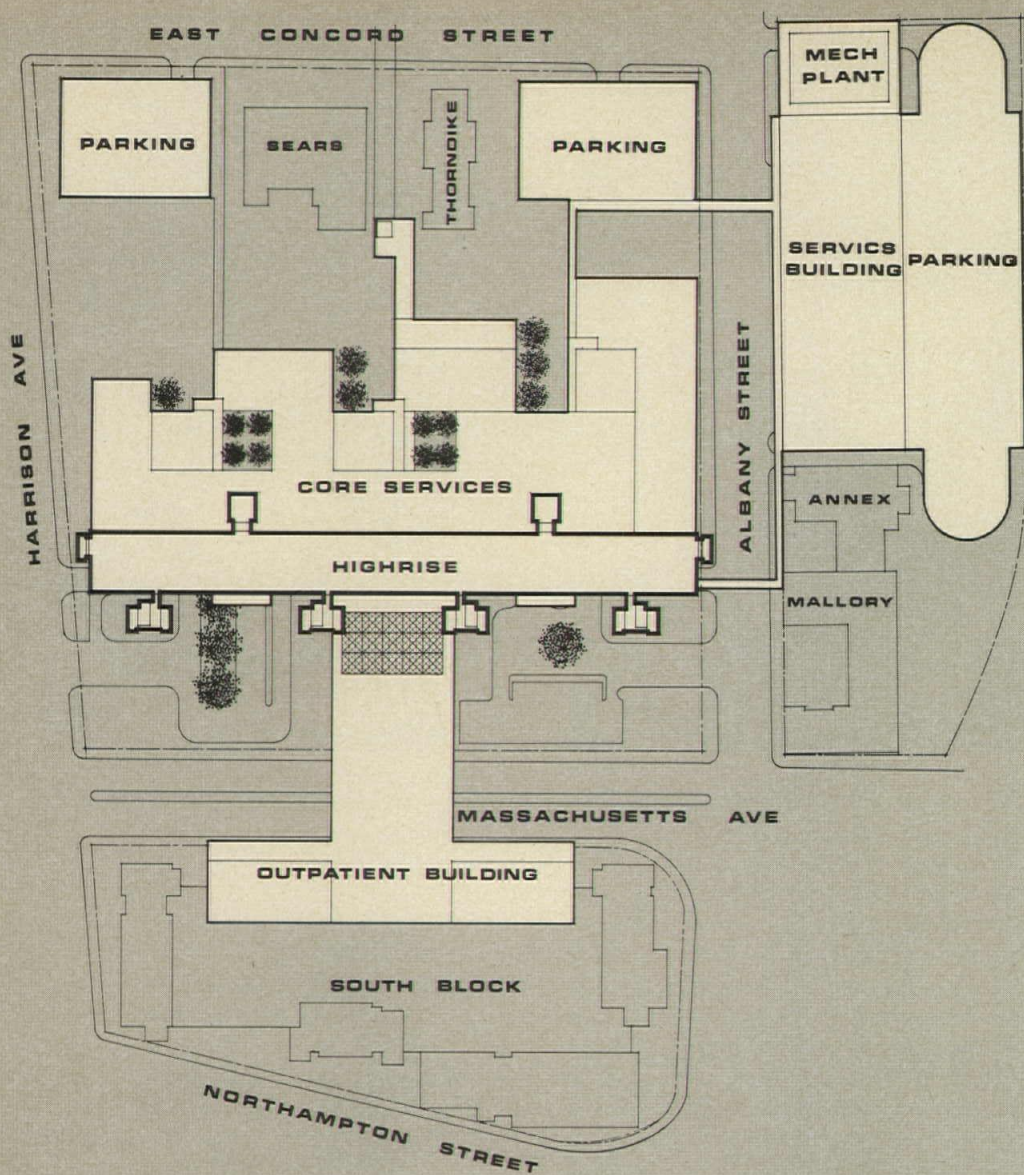 EAST CONCORD STREET
MECH
PLANT
PARKING
SEARS
THORNDIKE
PARKING
SERVICS
BUILDING
PARKING
HARRISON AVE
ALBANY STREET
CORE SERVICES
ANNEX
HIGHRISE
MALLORY
MASSACHUSETTS AVE
OUTPATIENT BUILDING
SOUTH BLOCK
NORTHAMPTON STREET